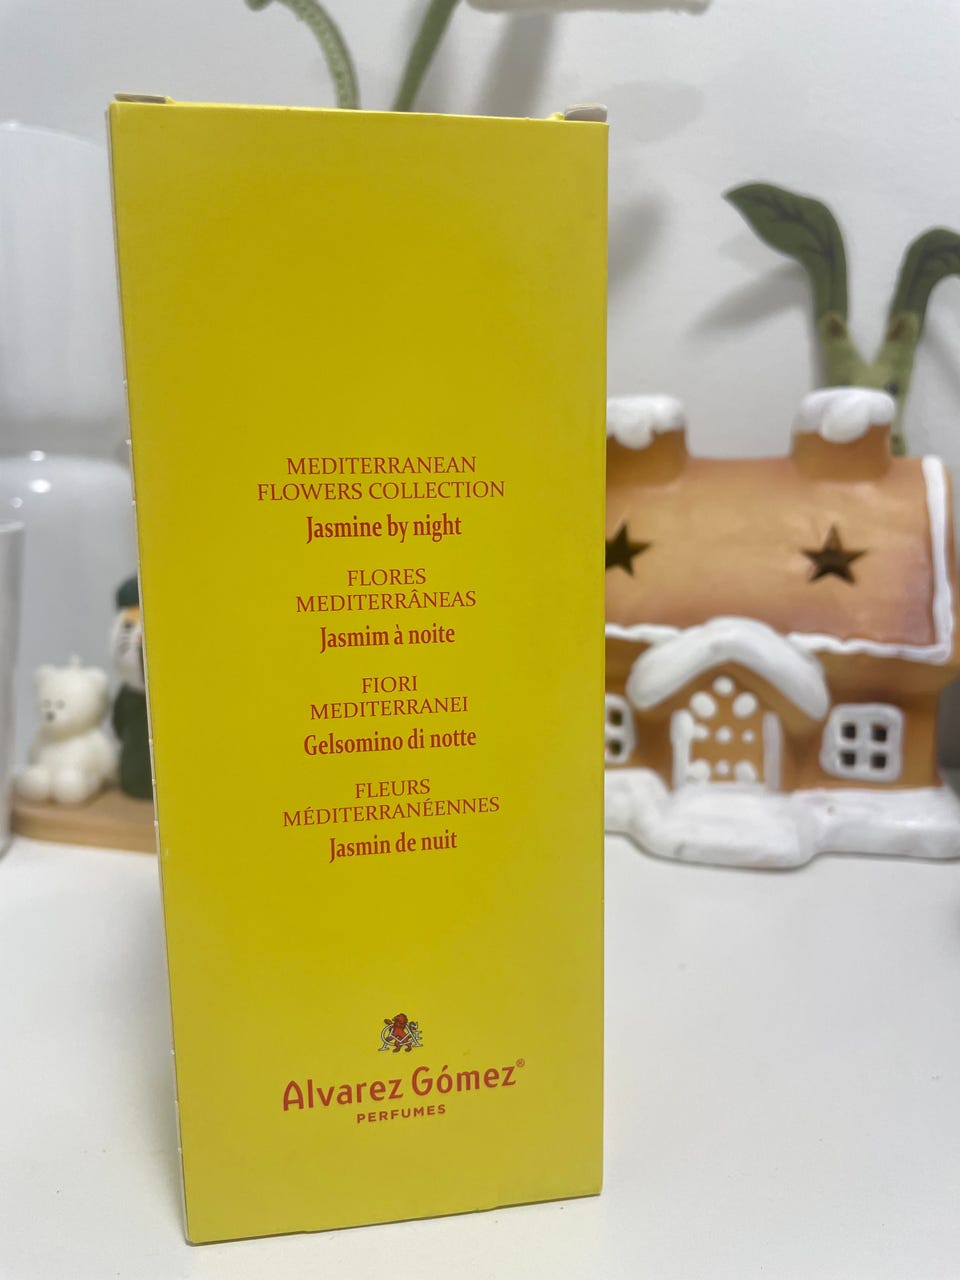 MEDITERRANEAN
FLOWERS COLLECTION
Jasmine by night
FLORES
MEDITERRÂNEAS
Jasmim à noite
FIORI
MEDITERRANEI
Gelsomino di notte
FLEURS
MÉDITERRANÉENNES
Jasmin de nuit
Alvarez Gómez®
PERFUMES